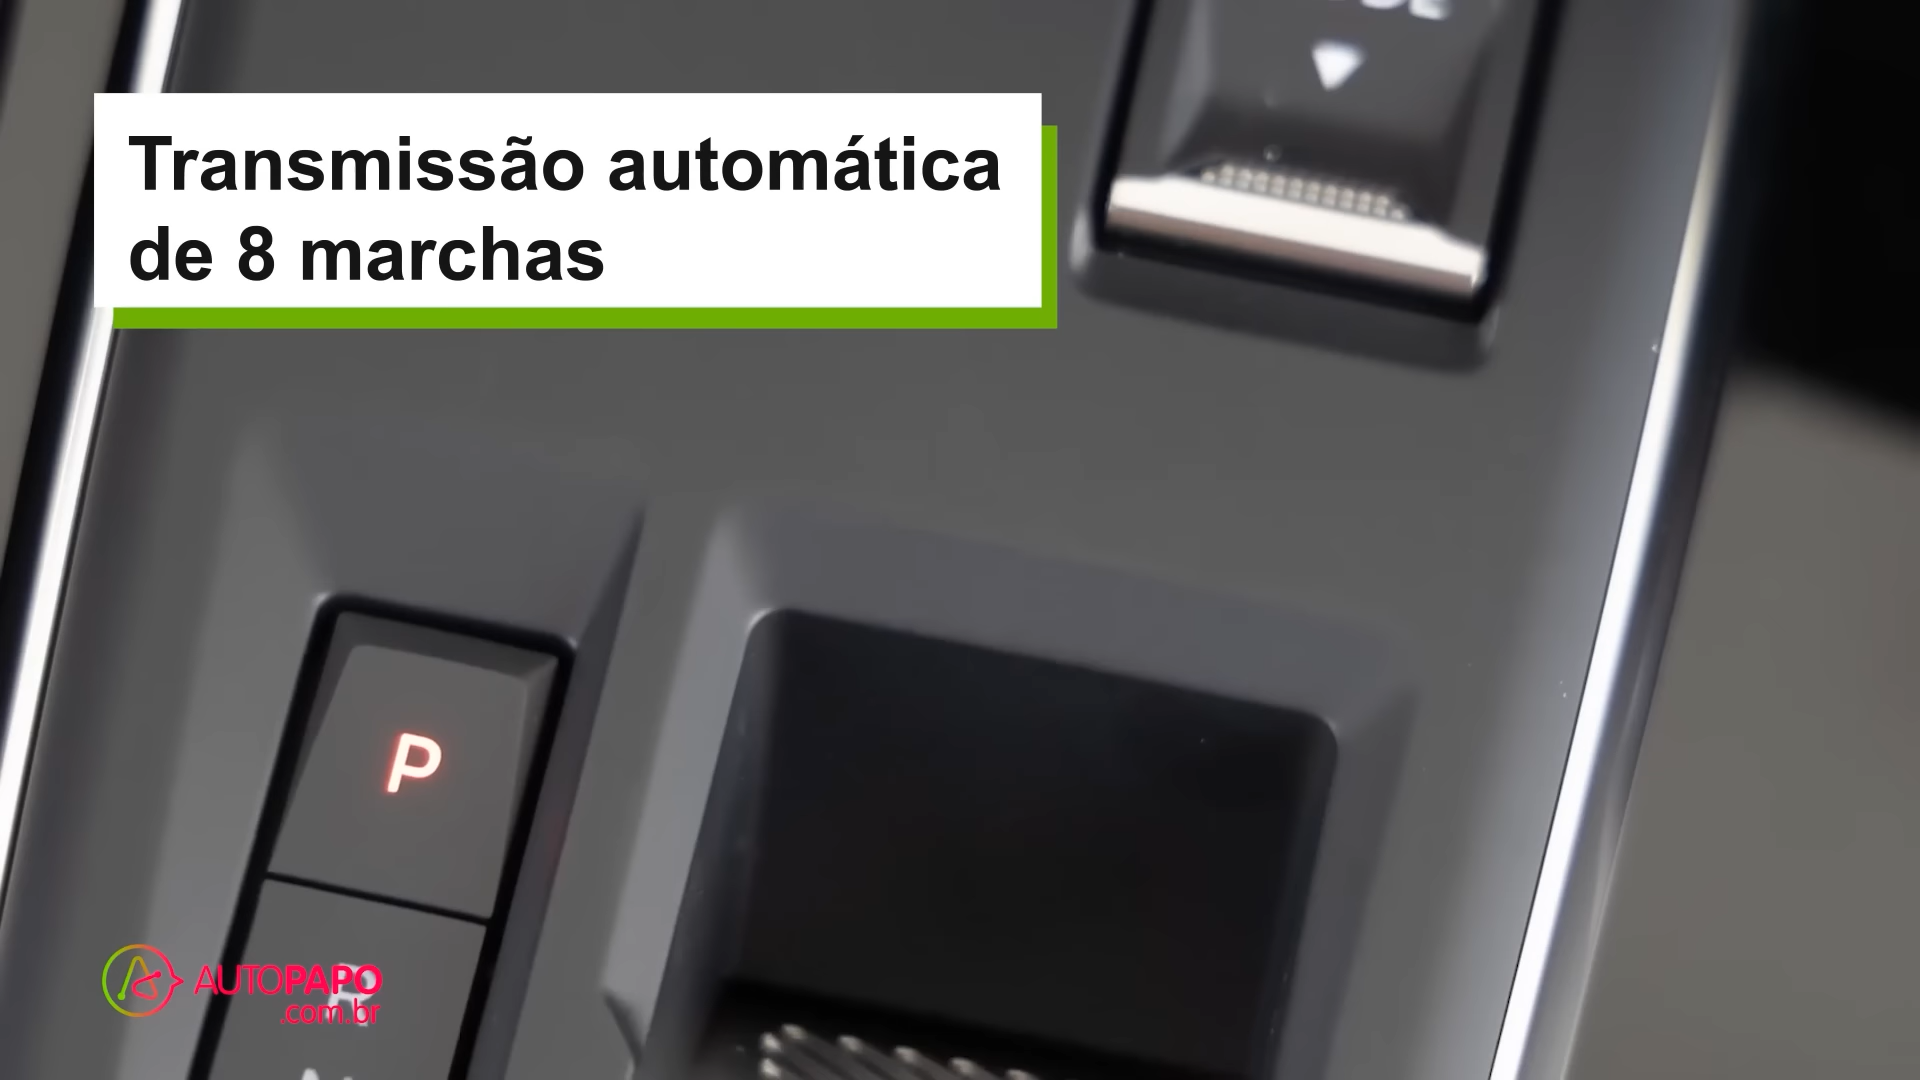 Transmissão automática
de 8 marchas
P
R
AUTOPAPO
.com.br